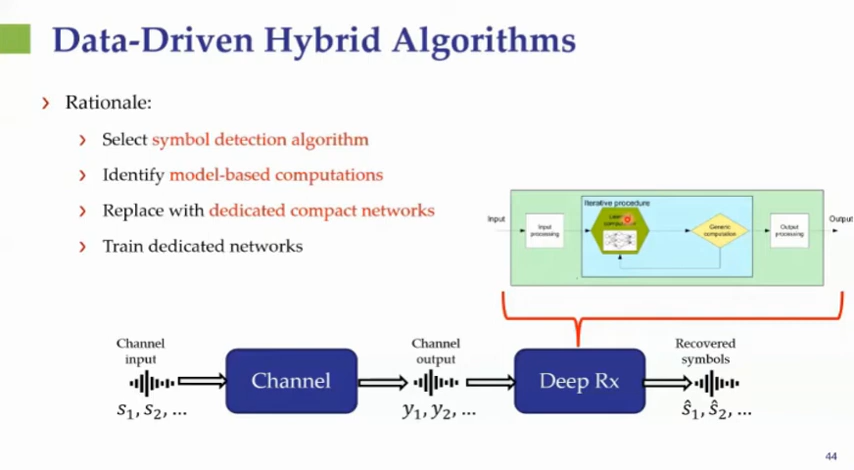 Data-Driven Hybrid Algorithms
› Rationale:
› Select symbol detection algorithm
› Identify model-based computations
› Replace with dedicated compact networks
› Train dedicated networks
Input
Input
processing
Iterative procedure
Generic
computation
Output
processing
Output
Channel
input
s₁, s₂, ...
Channel
Channel
output
y₁, y₂, ...
Deep Rx
Recovered
symbols
ŝ₁, ŝ₂, ...
44